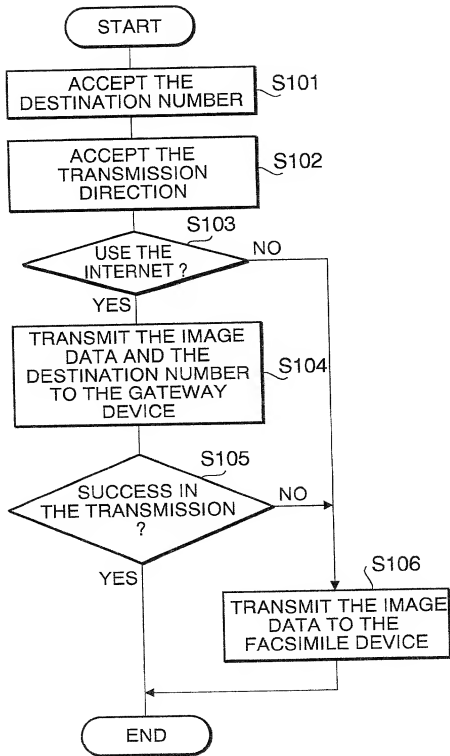 START
ACCEPT THE
DESTINATION NUMBER
S101
ACCEPT THE
TRANSMISSION
DIRECTION
S102
S103
USE THE
INTERNET ?
NO
YES
TRANSMIT THE IMAGE
DATA AND THE
DESTINATION NUMBER
TO THE GATEWAY
DEVICE
S104
S105
SUCCESS IN
THE TRANSMISSION
?
NO
YES
S106
TRANSMIT THE IMAGE
DATA TO THE
FACSIMILE DEVICE
END